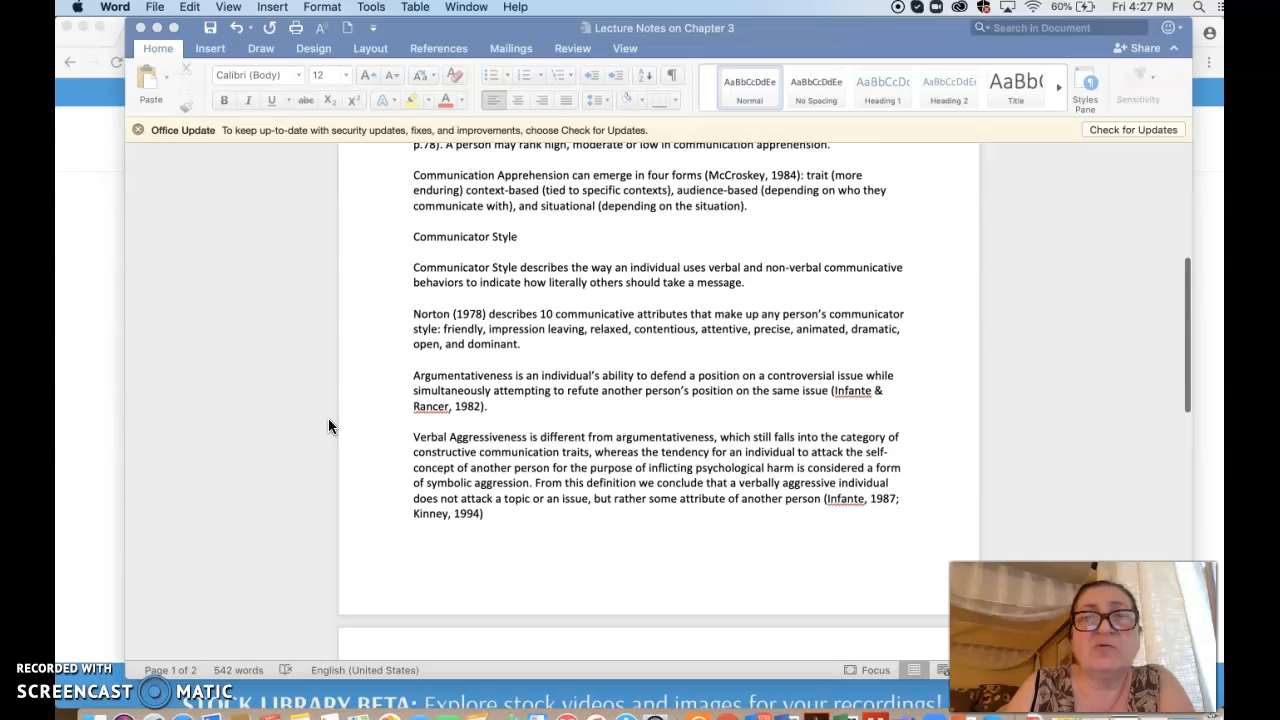 Word File Edit View Insert Format Tools Table Window Help 60% Fri 4:27 PM
Lecture Notes on Chapter 3
Search in Document
Home Insert Draw Design Layout References Mailings Review View Share
Paste
Calibri (Body) 12
B I U abc X2 X2 A A
AaBbCcDdEe AaBbCcDdEe AaBbCcDc AaBbCcDdEe AaBb(
Normal No Spacing Heading 1 Heading 2 Title
Styles Pane
Sensitivity
Office Update To keep up-to-date with security updates, fixes, and improvements, choose Check for Updates. Check for Updates
p.78). A person may rank high, moderate or low in communication apprehension.
Communication Apprehension can emerge in four forms (McCroskey, 1984): trait (more
enduring) context-based (tied to specific contexts), audience-based (depending on who they
communicate with), and situational (depending on the situation).
Communicator Style
Communicator Style describes the way an individual uses verbal and non-verbal communicative
behaviors to indicate how literally others should take a message.
Norton (1978) describes 10 communicative attributes that make up any person's communicator
style: friendly, impression leaving, relaxed, contentious, attentive, precise, animated, dramatic,
open, and dominant.
Argumentativeness is an individual's ability to defend a position on a controversial issue while
simultaneously attempting to refute another person's position on the same issue (Infante &
Rancer, 1982).
Verbal Aggressiveness is different from argumentativeness, which still falls into the category of
constructive communication traits, whereas the tendency for an individual to attack the self-
concept of another person for the purpose of inflicting psychological harm is considered a form
of symbolic aggression. From this definition we conclude that a verbally aggressive individual
does not attack a topic or an issue, but rather some attribute of another person (Infante, 1987;
Kinney, 1994)
Page 1 of 2 542 words English (United States) Focus
RECORDED WITH
SCREENCAST MATIC
STOCK LIBRARY BETA: Explore stock videos and images for your recordings!